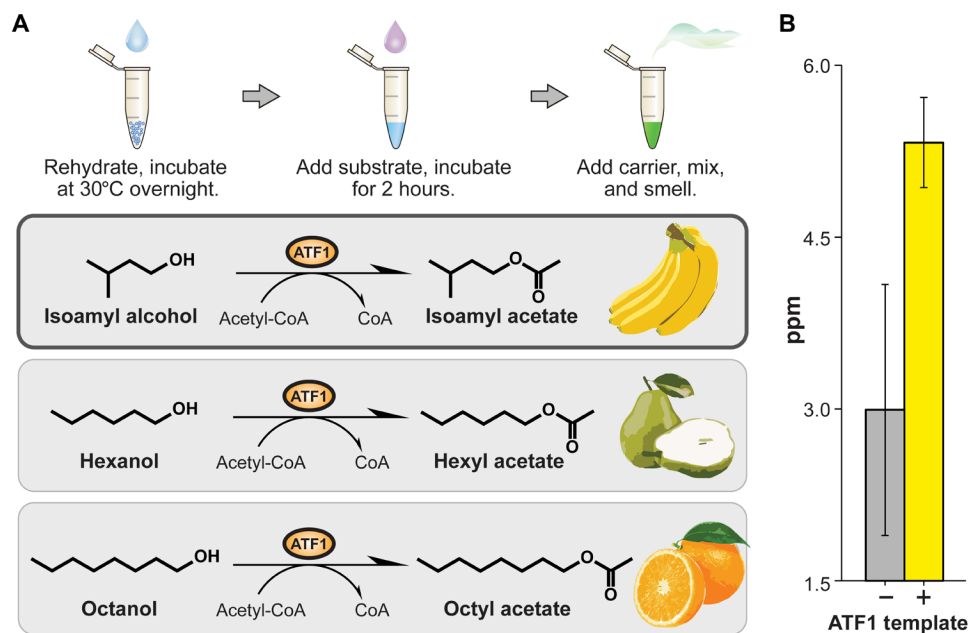 A
Rehydrate, incubate
at 30°C overnight.
Add substrate, incubate
for 2 hours.
Add carrier, mix,
and smell.
OH
ATF1
O
O
Isoamyl alcohol
Acetyl-CoA
CoA
Isoamyl acetate
OH
ATF1
O
O
Hexanol
Acetyl-CoA
CoA
Hexyl acetate
OH
ATF1
O
O
Octanol
Acetyl-CoA
CoA
Octyl acetate
B
6.0
4.5
3.0
1.5
ppm
− +
ATF1 template